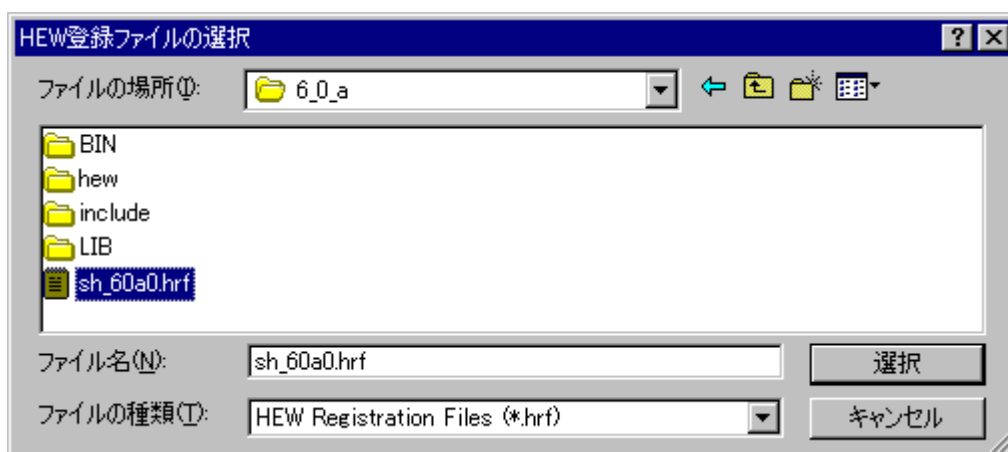 HEW登録ファイルの選択
ファイルの場所(I): 6_0_a
BIN
hew
include
LIB
sh_60a0.hrf
ファイル名(N): sh_60a0.hrf 選択
ファイルの種類(T): HEW Registration Files (*.hrf) キャンセル